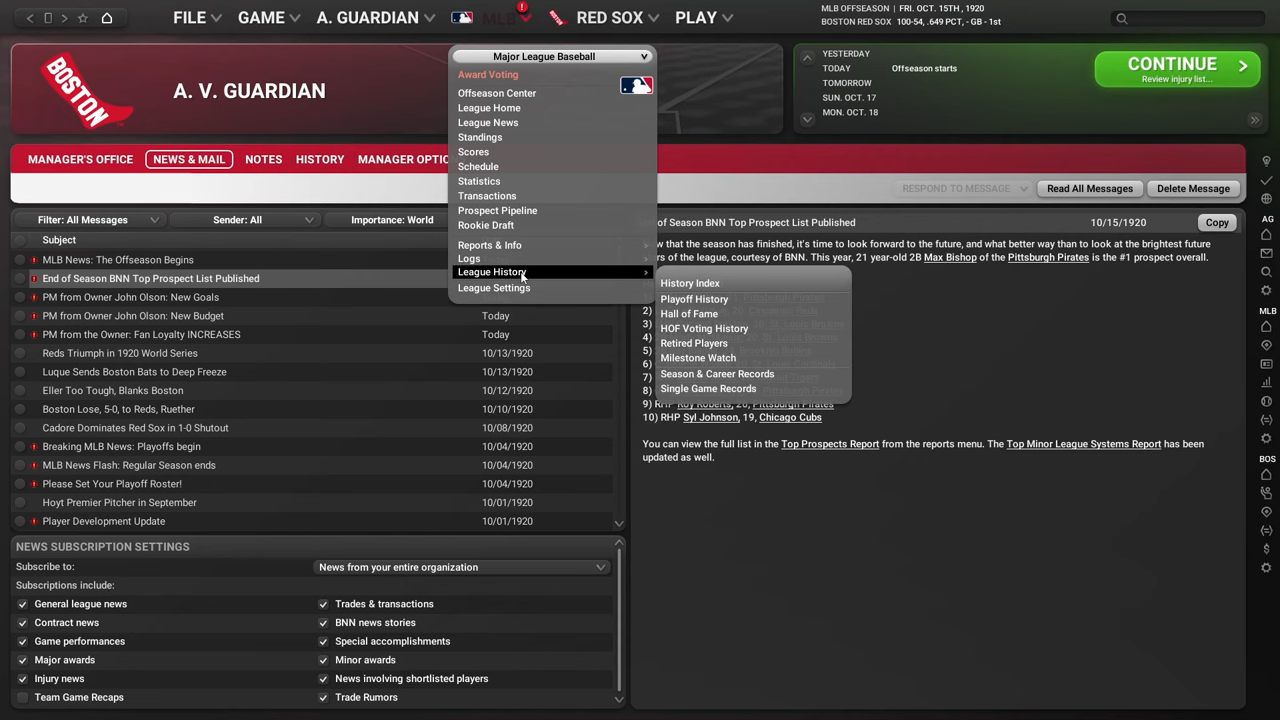 FILE
GAME
A. GUARDIAN
MLB
RED SOX
PLAY
MLB OFFSEASON | FRI. OCT. 15TH , 1920
BOSTON RED SOX 100-54, .649 PCT, - GB - 1st
BOSTON
A. V. GUARDIAN
YESTERDAY
TODAY Offseason starts
TOMORROW
SUN. OCT. 17
MON. OCT. 18
CONTINUE
Review injury list...
Major League Baseball
Award Voting
Offseason Center
League Home
League News
Standings
Scores
Schedule
Statistics
Transactions
Prospect Pipeline
Rookie Draft
Reports & Info
Logs
League History
League Settings
History Index
Playoff History
Hall of Fame
HOF Voting History
Retired Players
Milestone Watch
Season & Career Records
Single Game Records
MANAGER'S OFFICE
NEWS & MAIL
NOTES
HISTORY
MANAGER OPTIO
RESPOND TO MESSAGE
Read All Messages
Delete Message
Filter: All Messages
Sender: All
Importance: World
Subject
MLB News: The Offseason Begins
End of Season BNN Top Prospect List Published
PM from Owner John Olson: New Goals
PM from Owner John Olson: New Budget Today
PM from the Owner: Fan Loyalty INCREASES Today
Reds Triumph in 1920 World Series 10/13/1920
Luque Sends Boston Bats to Deep Freeze 10/13/1920
Eller Too Tough, Blanks Boston 10/12/1920
Boston Lose, 5-0, to Reds, Ruether 10/10/1920
Cadore Dominates Red Sox in 1-0 Shutout 10/08/1920
Breaking MLB News: Playoffs begin 10/04/1920
MLB News Flash: Regular Season ends 10/04/1920
Please Set Your Playoff Roster! 10/04/1920
Hoyt Premier Pitcher in September 10/01/1920
Player Development Update 10/01/1920
of Season BNN Top Prospect List Published 10/15/1920 Copy
w that the season has finished, it's time to look forward to the future, and what better way than to look at the brightest future
rs of the league, courtesy of BNN. This year, 21 year-old 2B Max Bishop of the Pittsburgh Pirates is the #1 prospect overall.
2)
3)
4)
5)
6)
7)
8)
9) RHP Roy Roberts, 20, Pittsburgh Pirates
10) RHP Syl Johnson, 19, Chicago Cubs
You can view the full list in the Top Prospects Report from the reports menu. The Top Minor League Systems Report has been
updated as well.
NEWS SUBSCRIPTION SETTINGS
Subscribe to: News from your entire organization
Subscriptions include:
General league news Trades & transactions
Contract news BNN news stories
Game performances Special accomplishments
Major awards Minor awards
Injury news News involving shortlisted players
Team Game Recaps Trade Rumors
AG
MLB
BOS